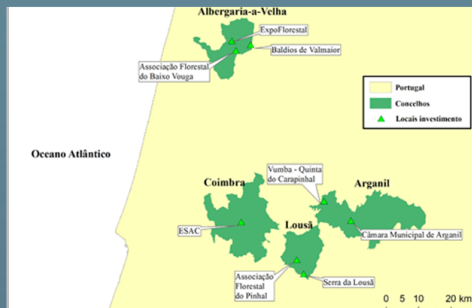 Albergaria-a-Velha
ExpoFlorestal
Baldios de Valmaior
Associação Florestal
do Baixo Vouga
Portugal
Concelhos
Locais investimento
Oceano Atlântico
Vumba - Quinta
do Carapinhal
Coimbra
Arganil
Lousã
ESAC
Câmara Municipal de Arganil
Associação
Florestal
do Pinhal
Serra da Lousã
0 5 10 20 km